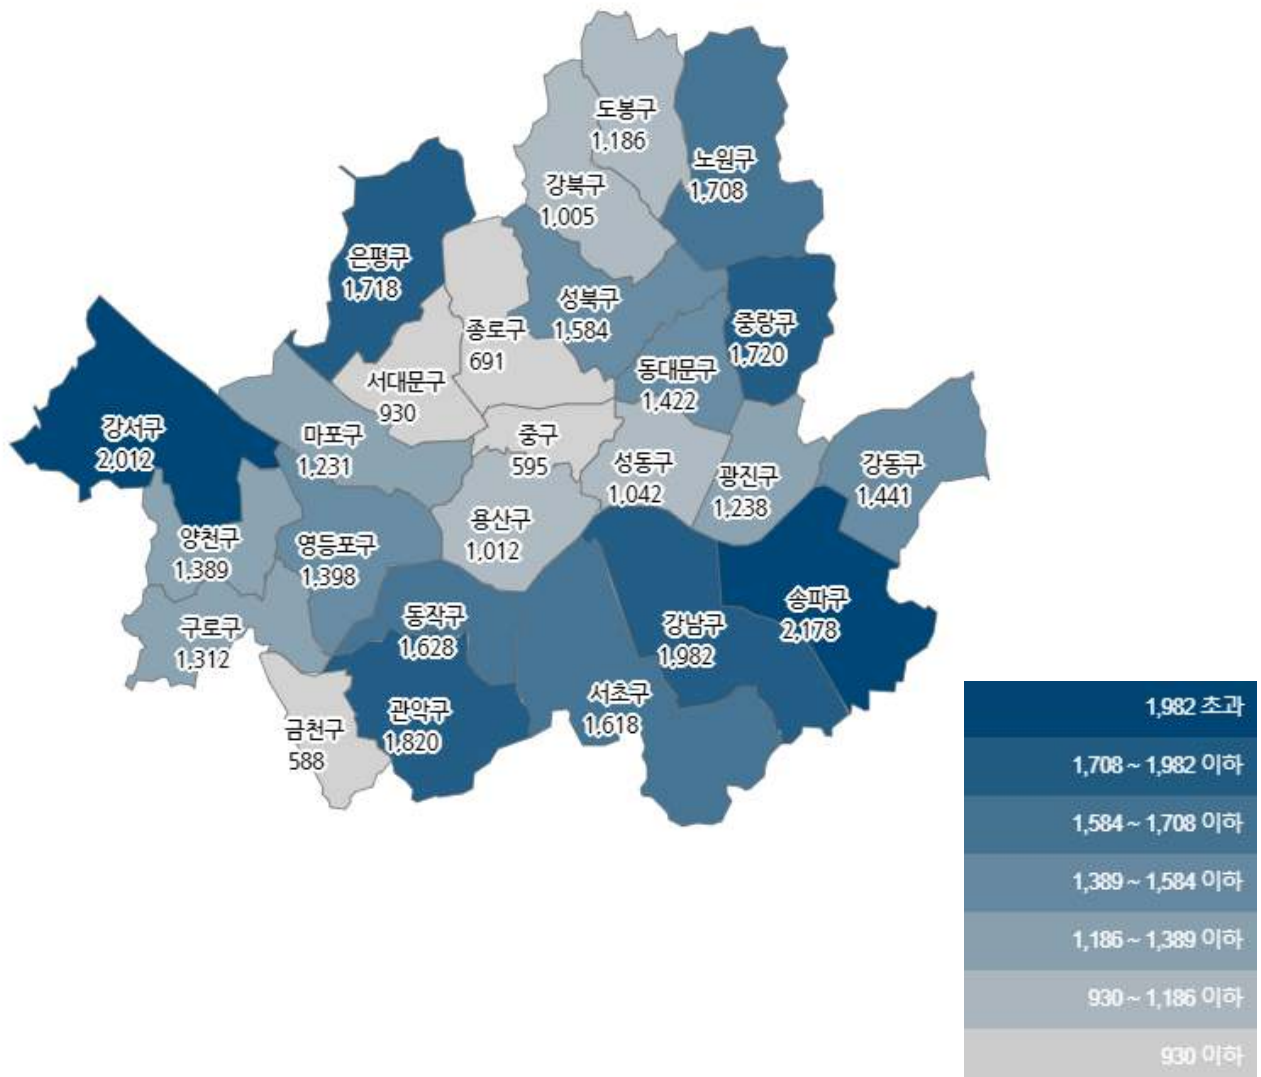 도봉구
1,186
노원구
1,708
강북구
1,005
은평구
1,718
성북구
1,584
중랑구
1,720
종로구
691
동대문구
1,422
서대문구
930
강서구
2,012
마포구
1,231
중구
595
성동구
1,042
광진구
1,238
강동구
1,441
용산구
1,012
양천구
1,389
영등포구
1,398
구로구
1,312
동작구
1,628
강남구
1,982
송파구
2,178
서초구
1,618
관악구
1,820
금천구
588
1,982 초과
1,708 ~ 1,982 이하
1,584 ~ 1,708 이하
1,389 ~ 1,584 이하
1,186 ~ 1,389 이하
930 ~ 1,186 이하
930 이하